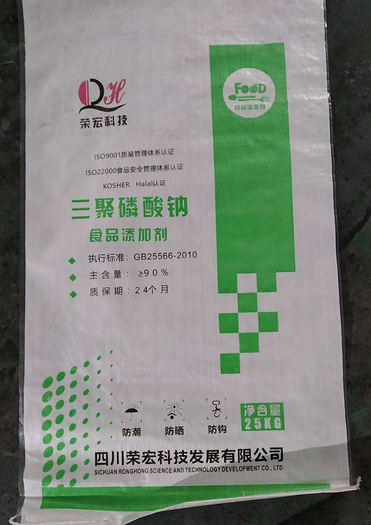 RH
荣宏科技
FOOD
食品添加剂
ISO9001质量管理体系认证
ISO22000食品安全管理体系认证
KOSHER、Halal认证
三聚磷酸钠
食品添加剂
执行标准: GB25566-2010
主含量: ≥90%
质保期: 24个月
防潮 防晒 防钩
净含量
25KG
四川荣宏科技发展有限公司
SICHUAN RONGHONG SCIENCE AND TECHNOLOGY DEVELOPMENT CO., LTD.